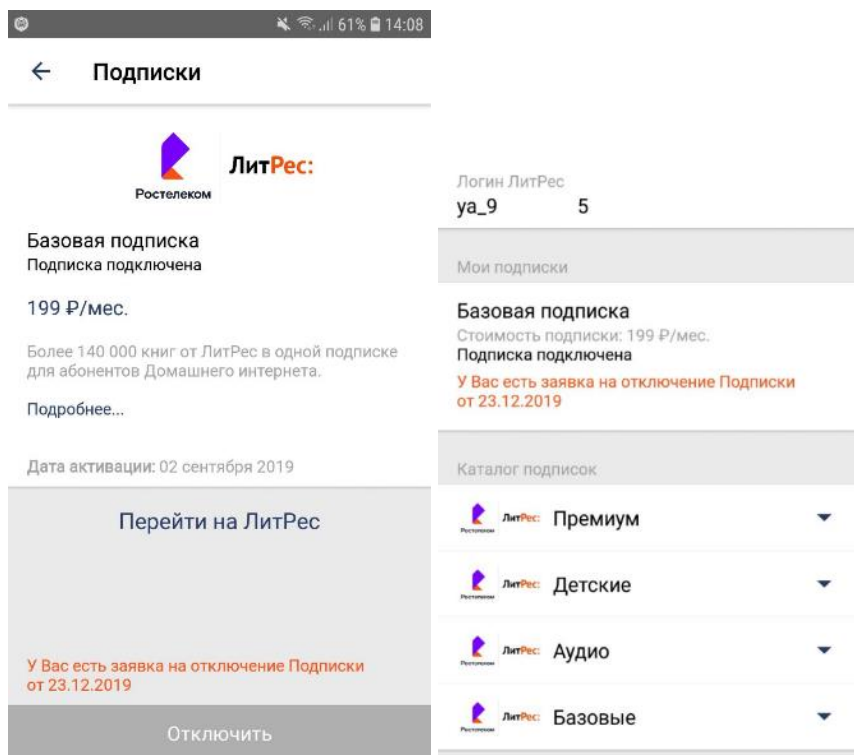 61% 14:08
Подписки
Ростелеком
ЛитРес:
Базовая подписка
Подписка подключена
199 ₽/мес.
Более 140 000 книг от ЛитРес в одной подписке
для абонентов Домашнего интернета.
Подробнее...
Дата активации: 02 сентября 2019
Перейти на ЛитРес
У Вас есть заявка на отключение Подписки
от 23.12.2019
Отключить
Логин ЛитРес
ya_9 5
Мои подписки
Базовая подписка
Стоимость подписки: 199 ₽/мес.
Подписка подключена
У Вас есть заявка на отключение Подписки
от 23.12.2019
Каталог подписок
Ростелеком ЛитРес: Премиум
Ростелеком ЛитРес: Детские
Ростелеком ЛитРес: Аудио
Ростелеком ЛитРес: Базовые